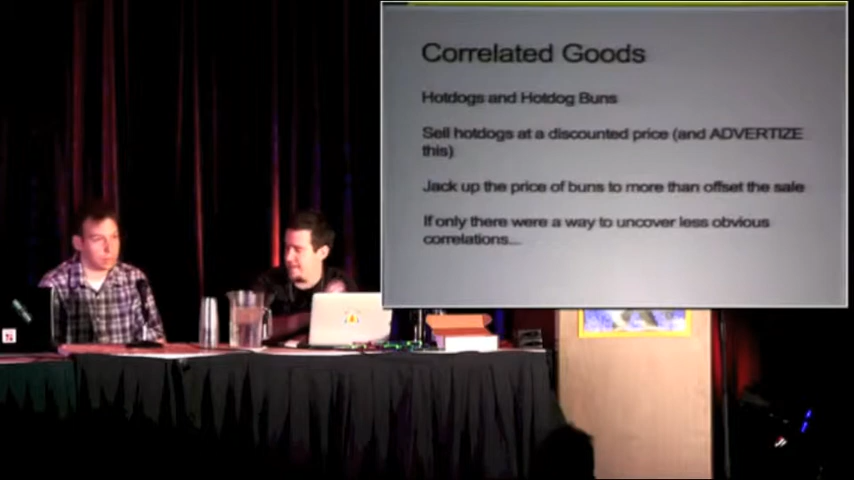 Correlated Goods
Hotdogs and Hotdog Buns
Sell hotdogs at a discounted price (and ADVERTIZE
this)
Jack up the price of buns to more than offset the sale
If only there were a way to uncover less obvious
correlations...